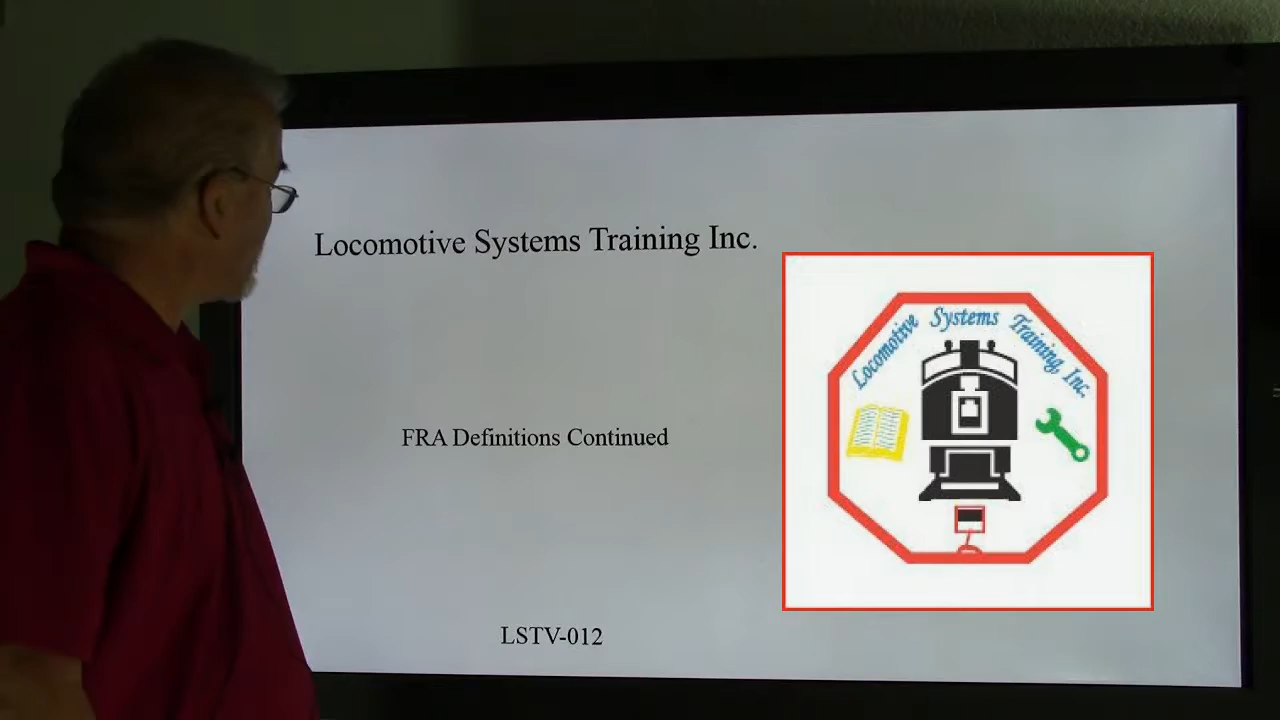 Locomotive Systems Training Inc.
Locomotive Systems Training, Inc.
FRA Definitions Continued
LSTV-012